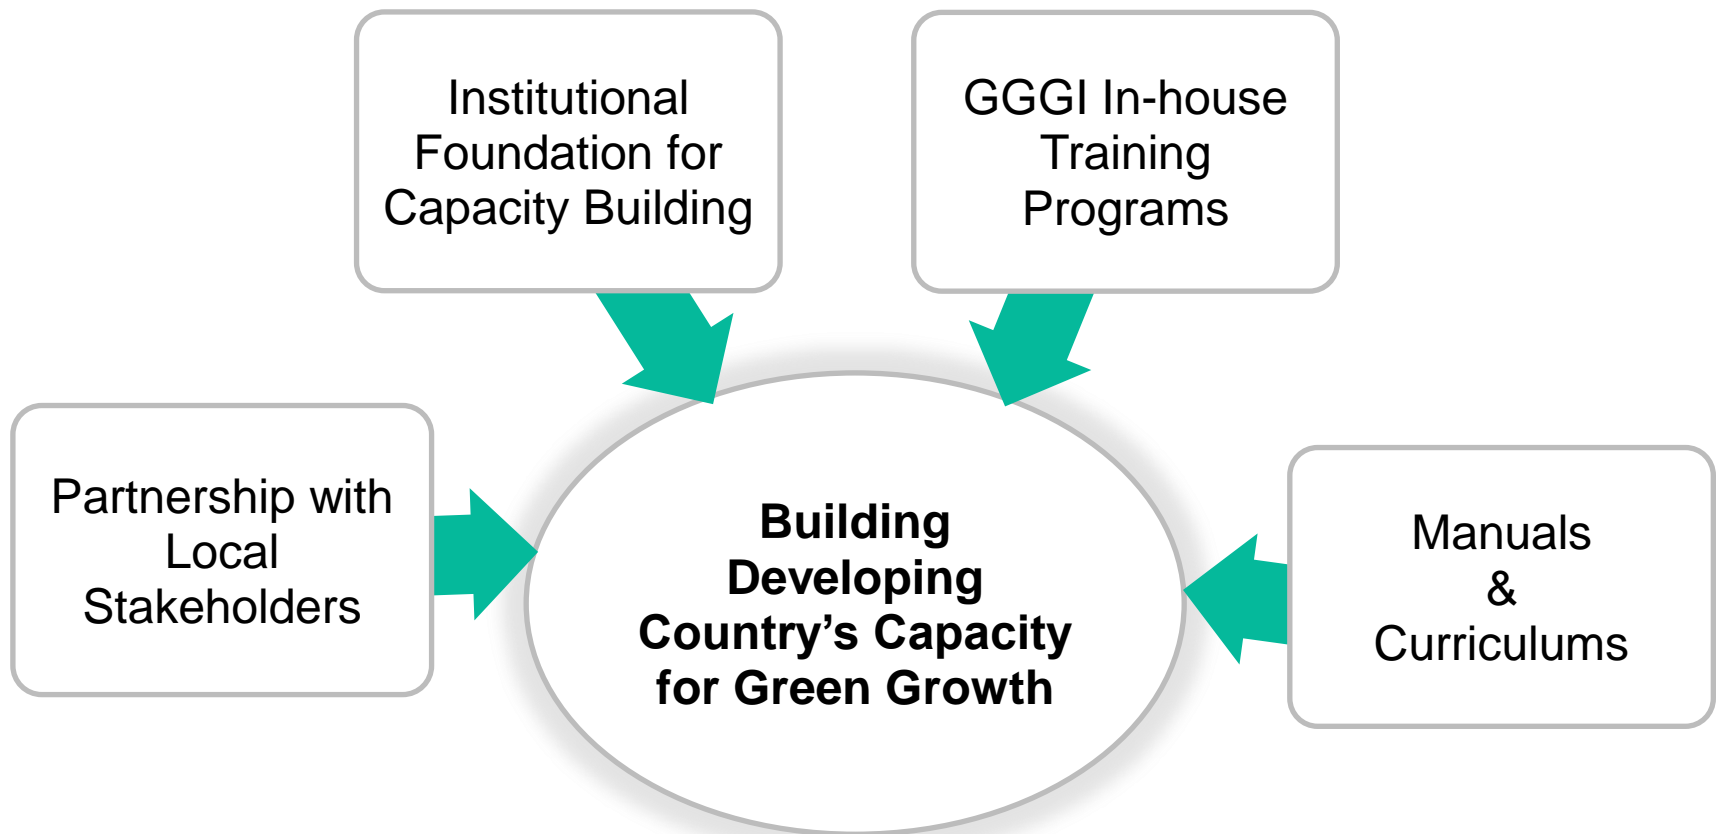 Institutional
Foundation for
Capacity Building
GGGI In-house
Training
Programs
Partnership with
Local
Stakeholders
Building
Developing
Country’s Capacity
for Green Growth
Manuals
&
Curriculums